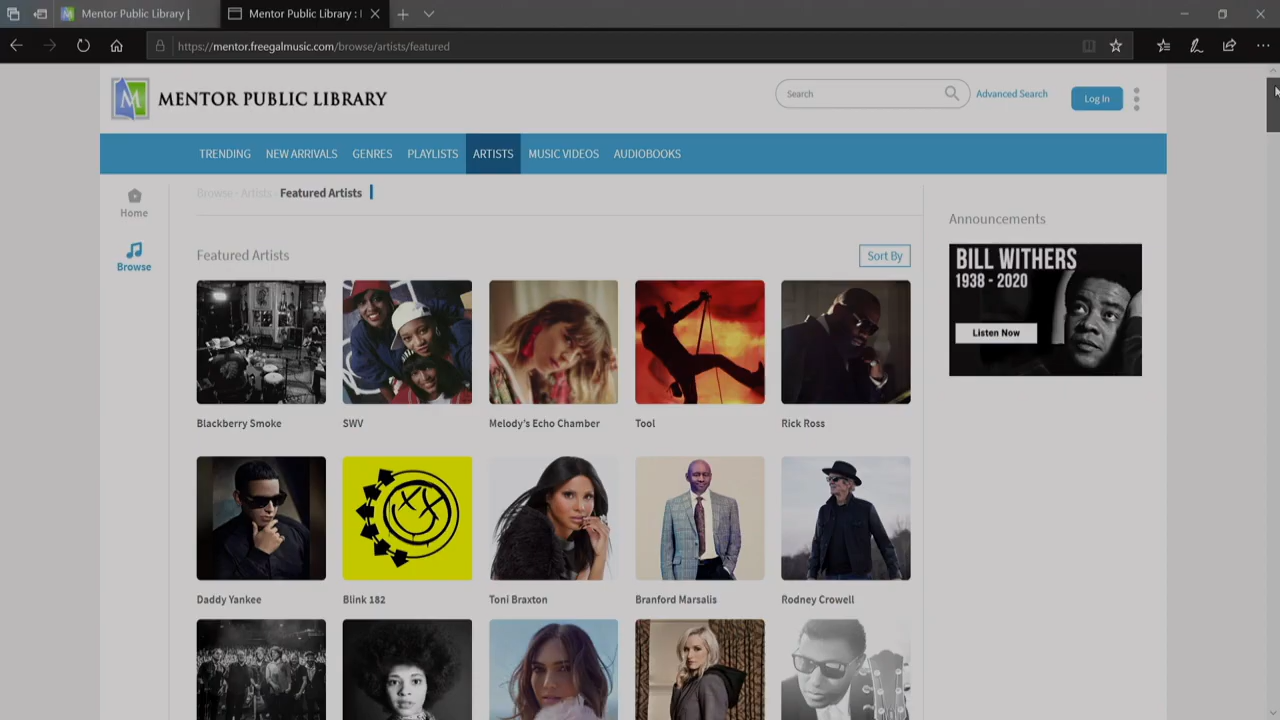 Mentor Public Library |
Mentor Public Library : 
https://mentor.freegalmusic.com/browse/artists/featured
M
MENTOR PUBLIC LIBRARY
Search
Advanced Search
Log In
TRENDING NEW ARRIVALS GENRES PLAYLISTS ARTISTS MUSIC VIDEOS AUDIOBOOKS
Home
Browse
Browse › Artists › Featured Artists
Announcements
Featured Artists
Sort By
BILL WITHERS
1938 - 2020
Listen Now
Blackberry Smoke
SWV
Melody's Echo Chamber
Tool
Rick Ross
Daddy Yankee
Blink 182
Toni Braxton
Branford Marsalis
Rodney Crowell